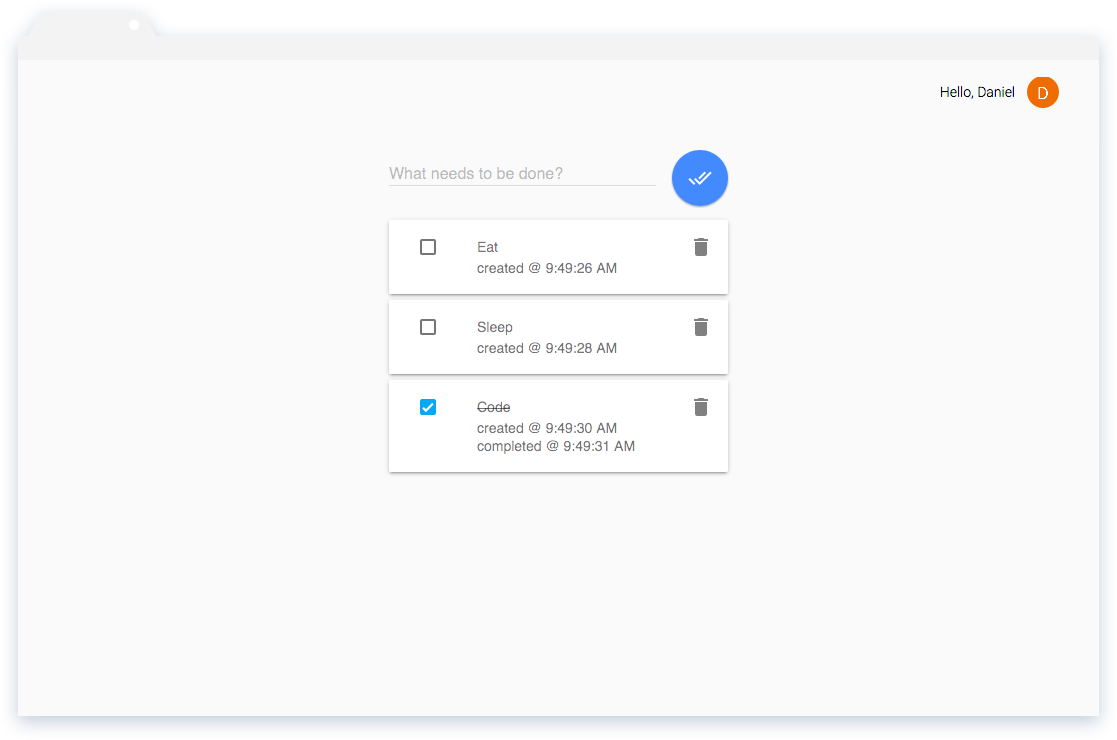 Hello, Daniel
D
What needs to be done?
Eat
created @ 9:49:26 AM
Sleep
created @ 9:49:28 AM
Code
created @ 9:49:30 AM
completed @ 9:49:31 AM